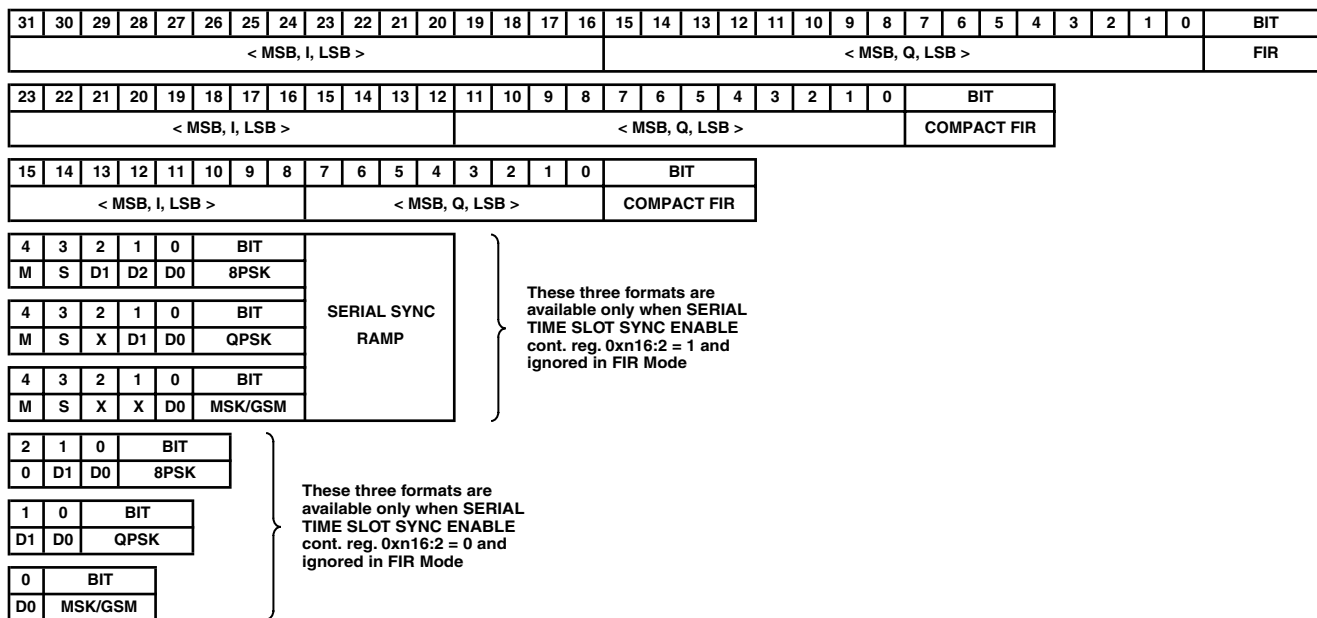 31 30 29 28 27 26 25 24 23 22 21 20 19 18 17 16 15 14 13 12 11 10 9 8 7 6 5 4 3 2 1 0 BIT
< MSB, I, LSB > < MSB, Q, LSB > FIR
23 22 21 20 19 18 17 16 15 14 13 12 11 10 9 8 7 6 5 4 3 2 1 0 BIT
< MSB, I, LSB > < MSB, Q, LSB > COMPACT FIR
15 14 13 12 11 10 9 8 7 6 5 4 3 2 1 0 BIT
< MSB, I, LSB > < MSB, Q, LSB > COMPACT FIR
4 3 2 1 0 BIT
M S D1 D2 D0 8PSK
4 3 2 1 0 BIT
M S X D1 D0 QPSK
4 3 2 1 0 BIT
M S X X D0 MSK/GSM
SERIAL SYNC
RAMP
These three formats are
available only when SERIAL
TIME SLOT SYNC ENABLE
cont. reg. 0xn16:2 = 1 and
ignored in FIR Mode
2 1 0 BIT
0 D1 D0 8PSK
1 0 BIT
D1 D0 QPSK
0 BIT
D0 MSK/GSM
These three formats are
available only when SERIAL
TIME SLOT SYNC ENABLE
cont. reg. 0xn16:2 = 0 and
ignored in FIR Mode